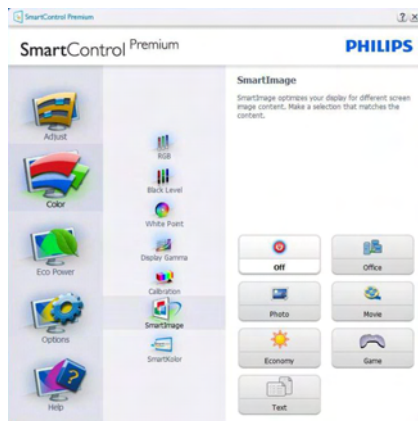 SmartControl Premium
SmartControl Premium
PHILIPS
Adjust
Color
Eco Power
Options
Help
RGB
Black Level
White Point
Display Gamma
Calibration
SmartImage
SmartKolor
SmartImage
SmartImage optimizes your display for different screen
image content. Make a selection that matches the
content.
Off
Office
Photo
Movie
Economy
Game
Text